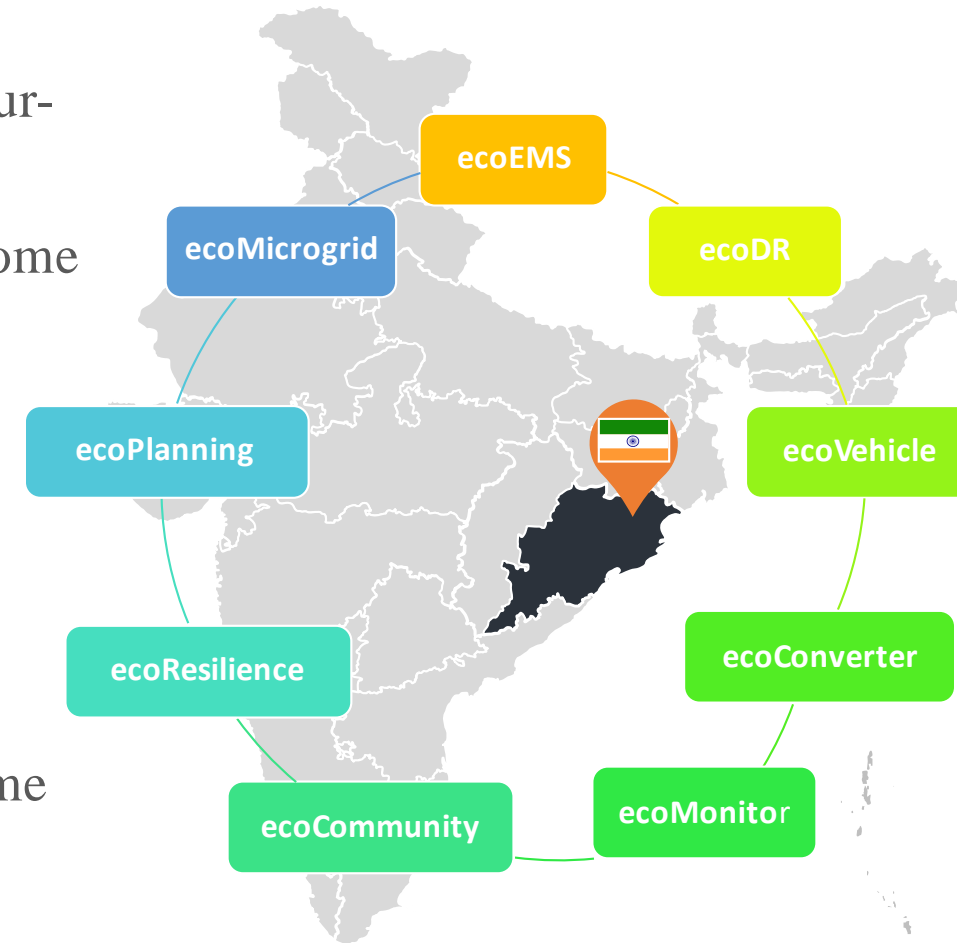 ur-
ome
me
ecoEMS
ecoMicrogrid
ecoDR
ecoPlanning
ecoVehicle
ecoResilience
ecoConverter
ecoCommunity
ecoMonitor